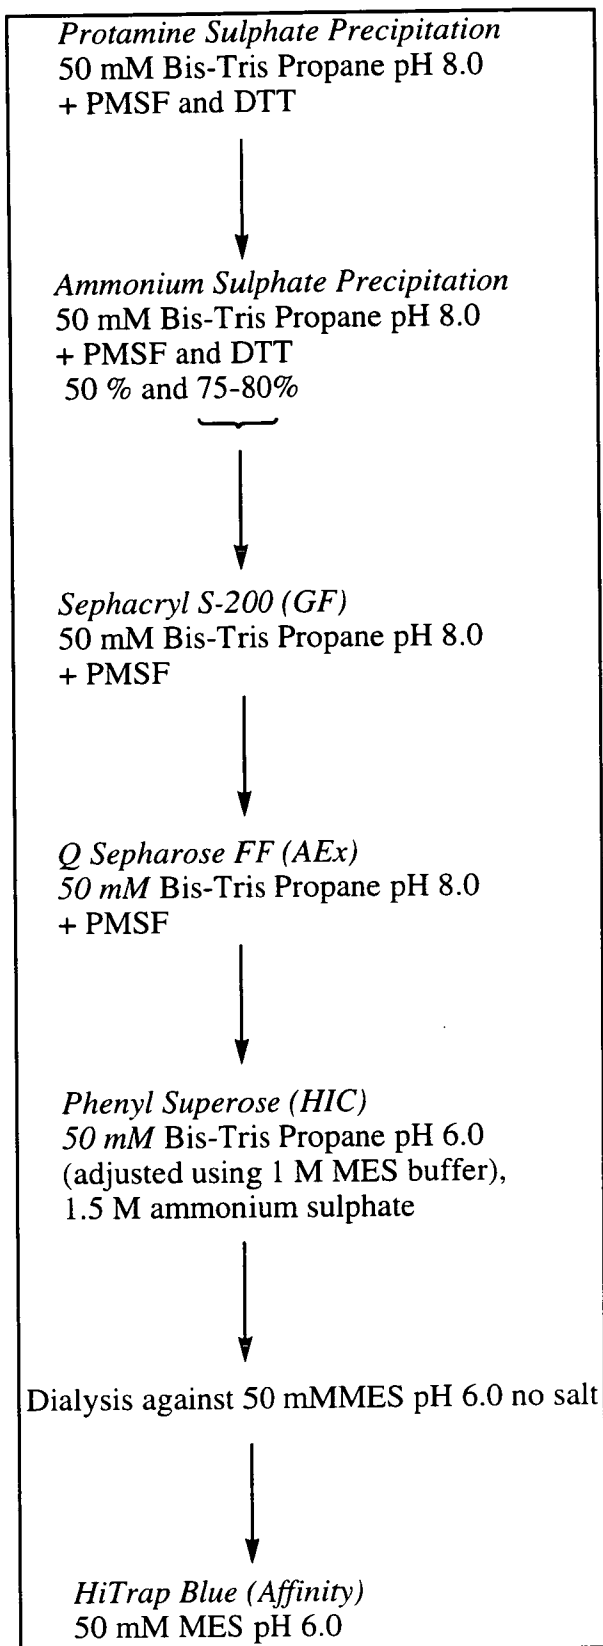 Protamine Sulphate Precipitation
50 mM Bis-Tris Propane pH 8.0
+ PMSF and DTT
Ammonium Sulphate Precipitation
50 mM Bis-Tris Propane pH 8.0
+ PMSF and DTT
50 % and 75-80%
Sephacryl S-200 (GF)
50 mM Bis-Tris Propane pH 8.0
+ PMSF
Q Sepharose FF (AEx)
50 mM Bis-Tris Propane pH 8.0
+ PMSF
Phenyl Superose (HIC)
50 mM Bis-Tris Propane pH 6.0
(adjusted using 1 M MES buffer),
1.5 M ammonium sulphate
Dialysis against 50 mMMES pH 6.0 no salt
HiTrap Blue (Affinity)
50 mM MES pH 6.0